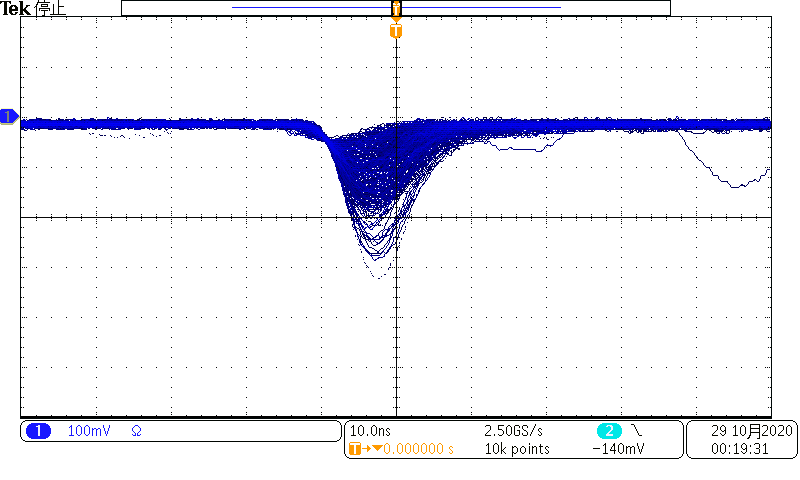 Tek 停止
T
T
1
1 100mV Ω
10.0ns 2.50GS/s 2
T→▼0.000000 s 10k points -140mV
29 10月2020
00:19:31